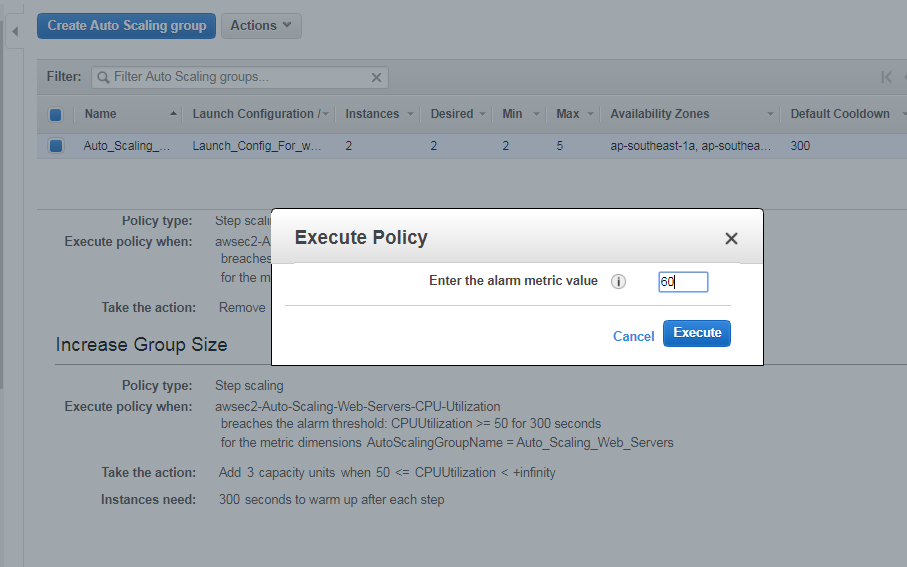 Create Auto Scaling group Actions
Filter: Filter Auto Scaling groups...
Name Launch Configuration / Instances Desired Min Max Availability Zones Default Cooldown
Auto_Scaling_... Launch_Config_For_w... 2 2 2 5 ap-southeast-1a, ap-southea... 300
Policy type: Step scali
Execute policy when: awsec2-A
breaches
for the m
Take the action: Remove
Execute Policy
Enter the alarm metric value i 60
Cancel Execute
Increase Group Size
Policy type: Step scaling
Execute policy when: awsec2-Auto-Scaling-Web-Servers-CPU-Utilization
breaches the alarm threshold: CPUUtilization >= 50 for 300 seconds
for the metric dimensions AutoScalingGroupName = Auto_Scaling_Web_Servers
Take the action: Add 3 capacity units when 50 <= CPUUtilization < +infinity
Instances need: 300 seconds to warm up after each step